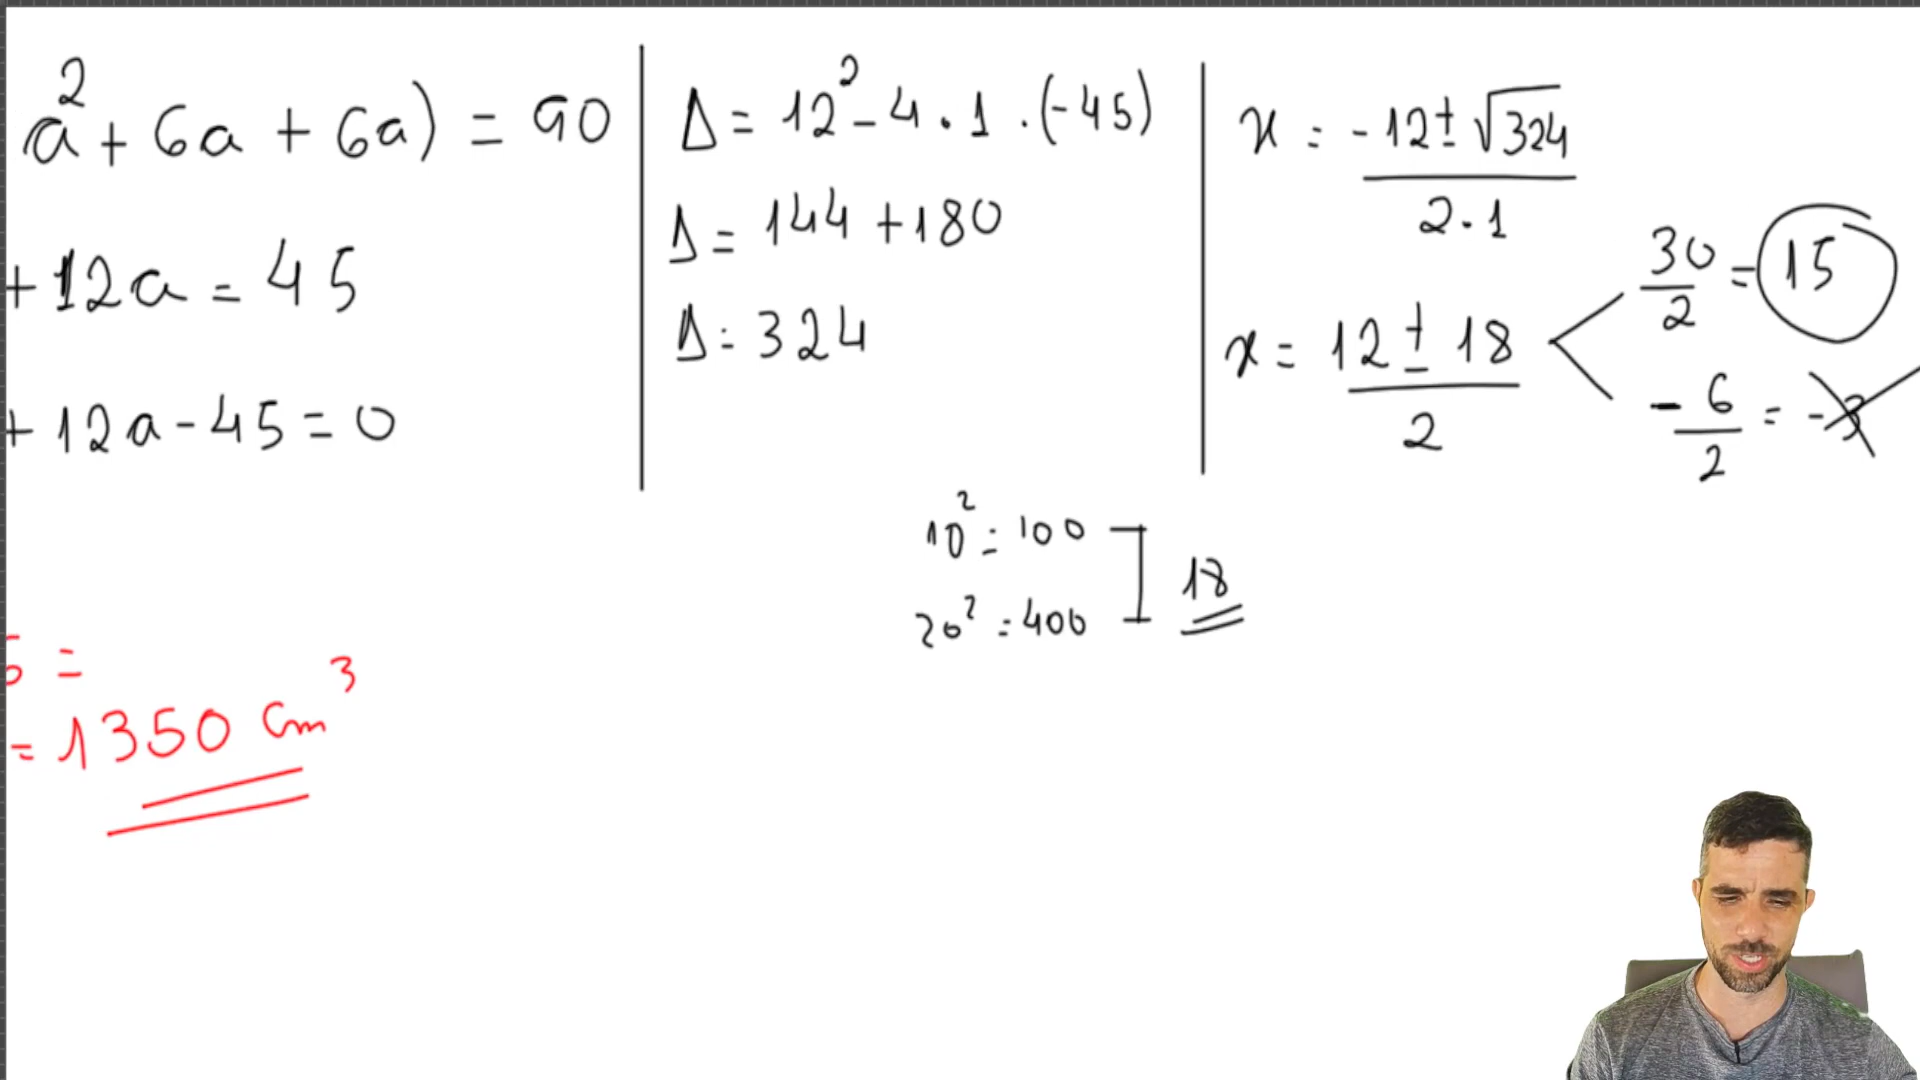 a² + 6a + 6a) = 90
+ 12a = 45
+ 12a - 45 = 0
Δ = 12² - 4 . 1 . (-45)
Δ = 144 + 180
Δ = 324
x = -12 ± √324
2 . 1
x = 12 ± 18
2
30
2
= 15
- 6
2
= -3
10² = 100
20² = 400
18
5 =
= 1350 cm³